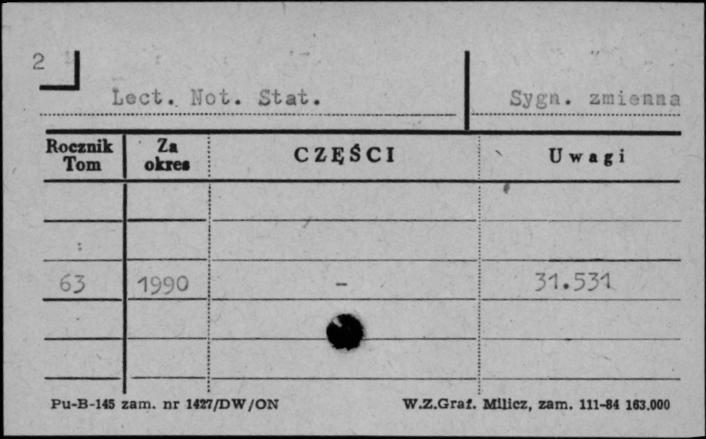 2
Lect. Not. Stat.
Sygn. zmienna
Rocznik Tom
Za okres
CZĘŚCI
Uwagi
63
1990
-
31.531
Pu-B-145 zam. nr 1427/DW/ON
W.Z.Graf. Milicz, zam. 111-84 163.000